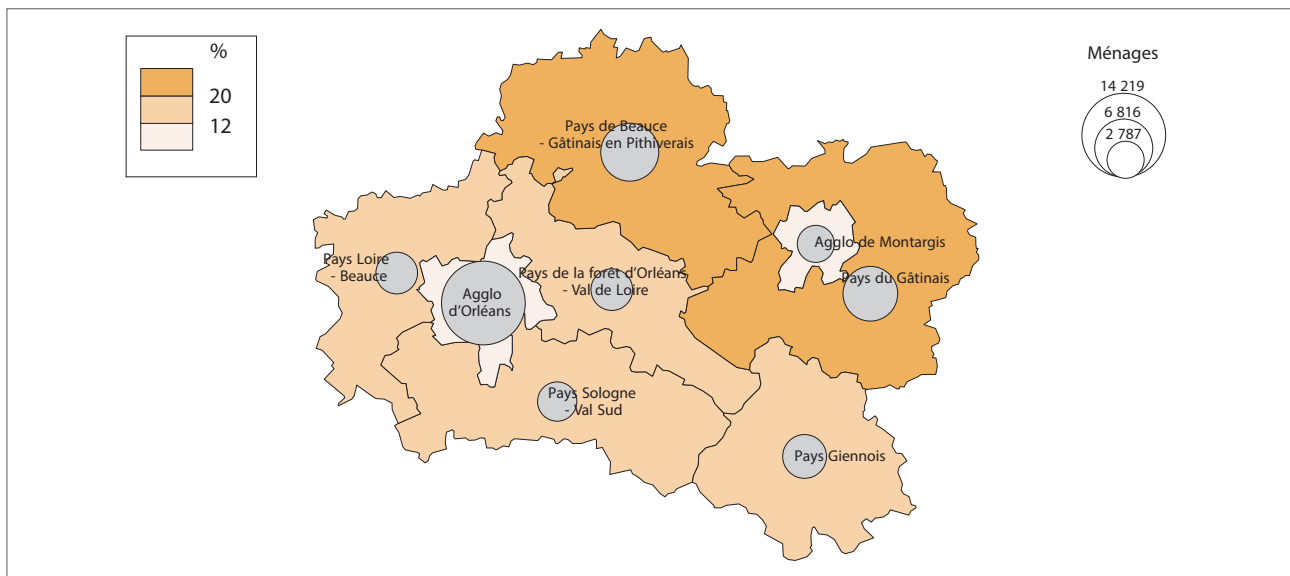 %
20
12
Ménages
14 219
6 816
2 787
Pays de Beauce
- Gâtinais en Pithiverais
Agglo de Montargis
Pays du Gâtinais
Pays Loire
- Beauce
Pays de la forêt d'Orléans
- Val de Loire
Agglo
d'Orléans
Pays Sologne
- Val Sud
Pays Giennois